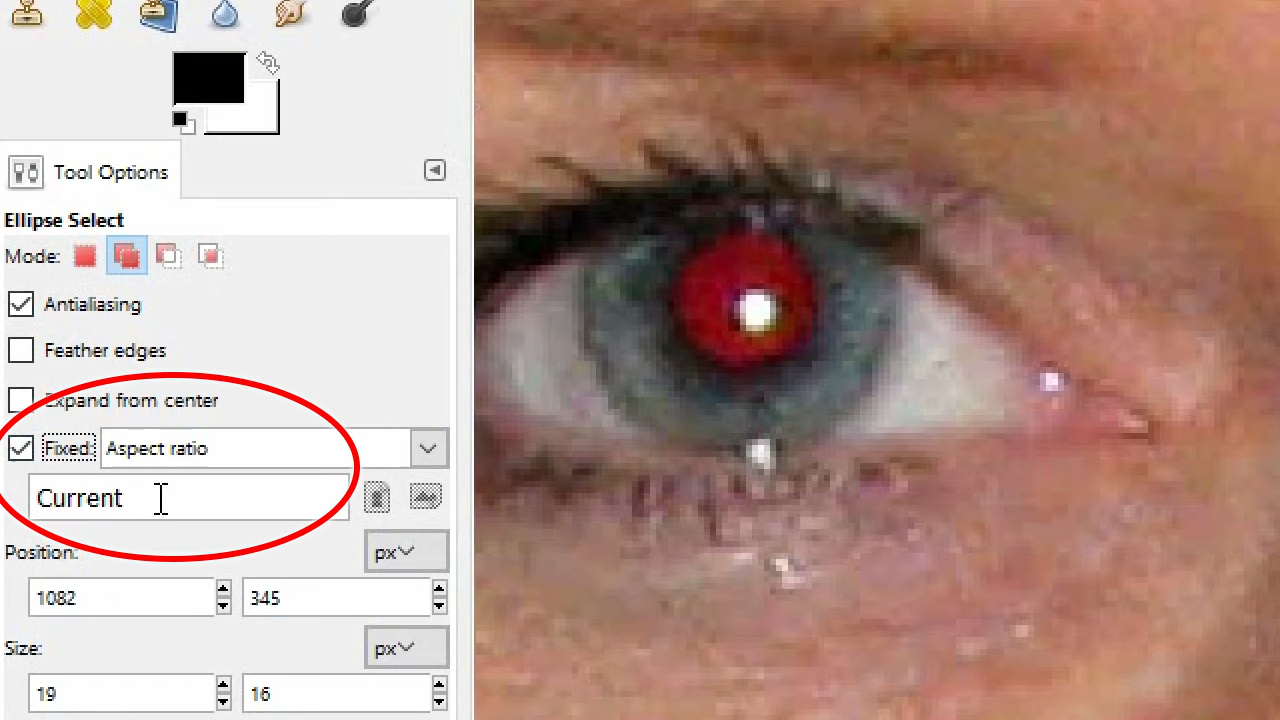 Tool Options
Ellipse Select
Mode:
Antialiasing
Feather edges
Expand from center
Fixed: Aspect ratio
Current
Position: px
1082 345
Size: px
19 16